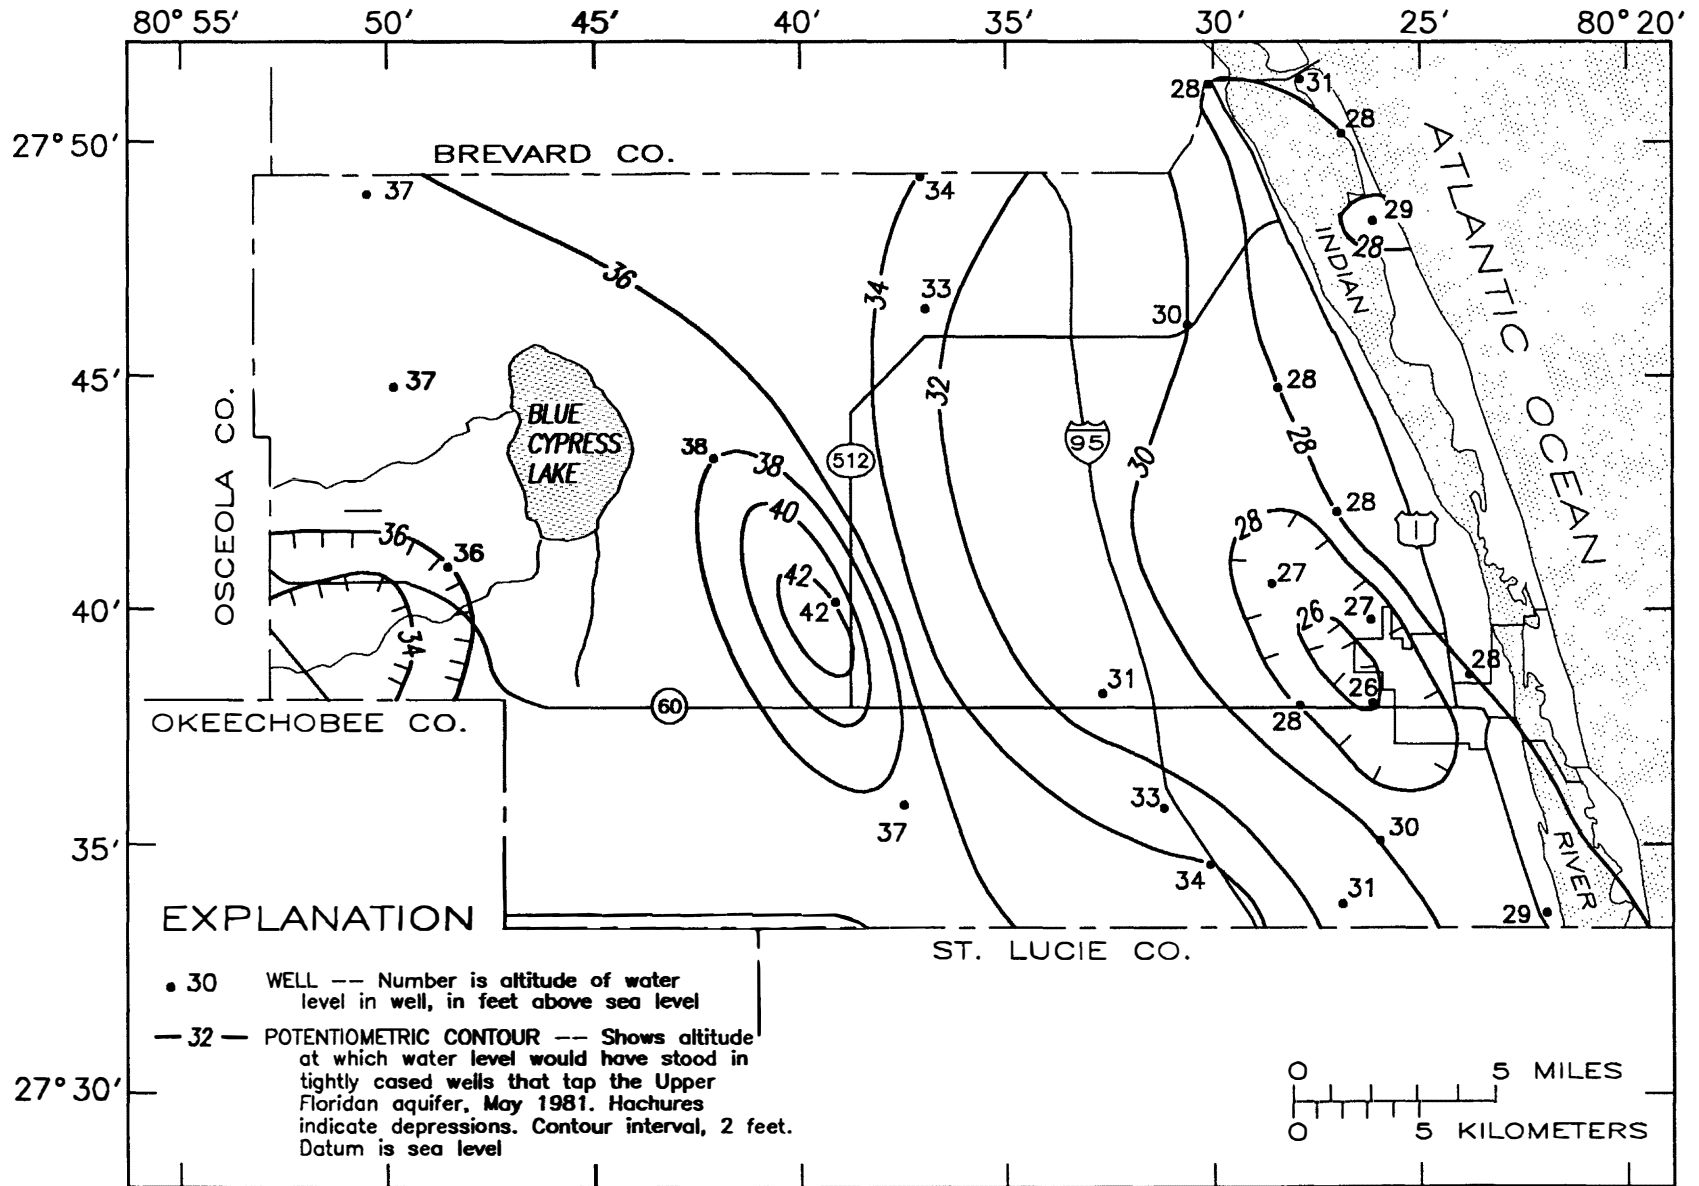 80° 55′ 50′ 45′ 40′ 35′ 30′ 25′ 80° 20′
28 31
28
27° 50′
BREVARD CO.
ATLANTIC OCEAN
37 34
29
28
INDIAN
36
34 33
30
45′
37
32
28
OSCEOLA CO.
BLUE
CYPRESS
LAKE
38 38
512
95
30
28
40
28
1
36 36
28
42
42
27
40′
27
26
34
28
31
26
60
28
OKEECHOBEE CO.
33
37
30
35′
34
31
RIVER
29
EXPLANATION
ST. LUCIE CO.
30 WELL -- Number is altitude of water
level in well, in feet above sea level
32 POTENTIOMETRIC CONTOUR -- Shows altitude
at which water level would have stood in
tightly cased wells that tap the Upper
Floridan aquifer, May 1981. Hachures
indicate depressions. Contour interval, 2 feet.
Datum is sea level
27° 30′
0 5 MILES
0 5 KILOMETERS